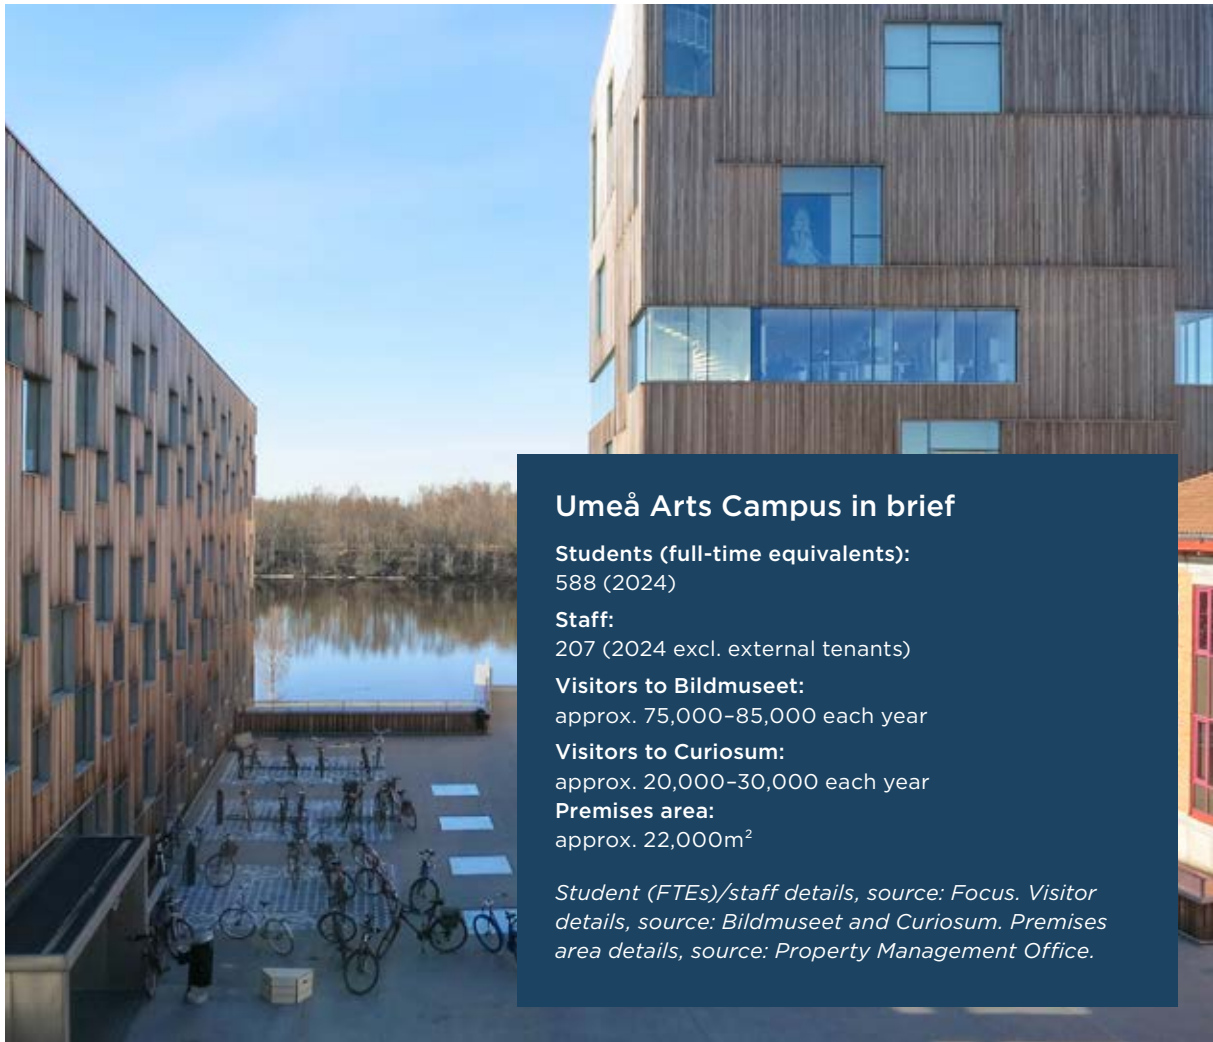 Umeå Arts Campus in brief
Students (full-time equivalents):
588 (2024)
Staff:
207 (2024 excl. external tenants)
Visitors to Bildmuseet:
approx. 75,000–85,000 each year
Visitors to Curiosum:
approx. 20,000–30,000 each year
Premises area:
approx. 22,000m²
Student (FTEs)/staff details, source: Focus. Visitor
details, source: Bildmuseet and Curiosum. Premises
area details, source: Property Management Office.